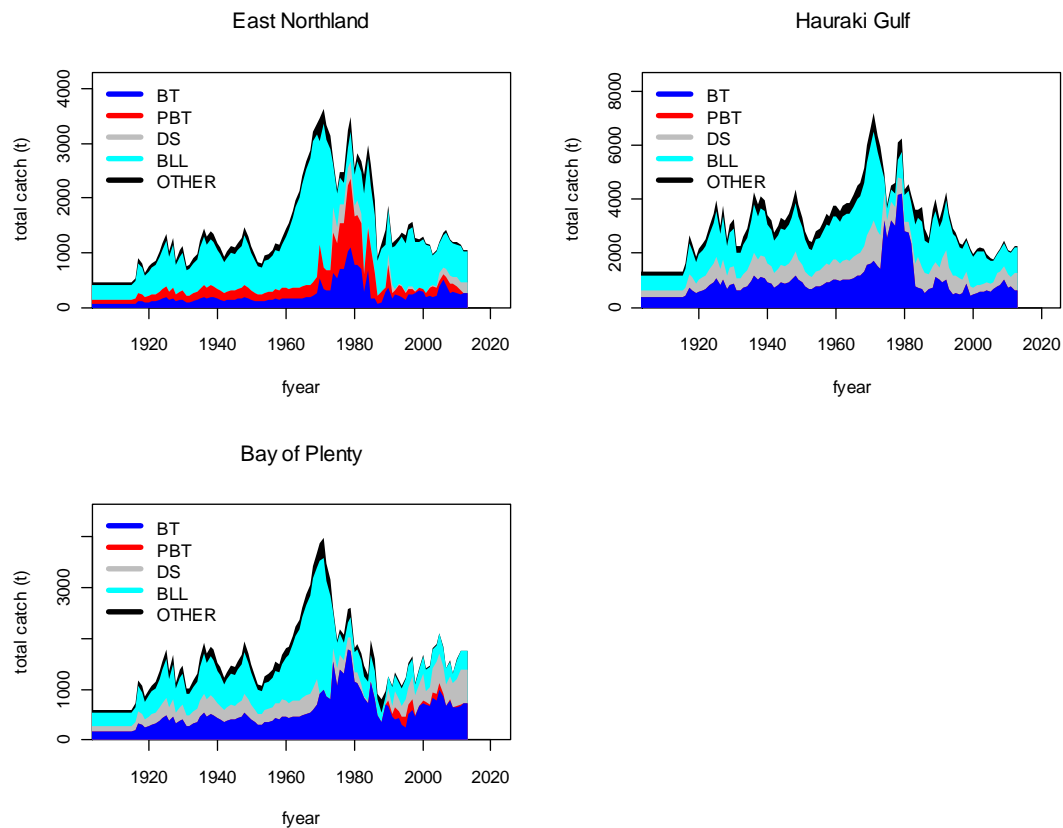 East Northland
total catch (t)
0 1000 2000 3000 4000
BT
PBT
DS
BLL
OTHER
1920 1940 1960 1980 2000 2020
fyear
Hauraki Gulf
total catch (t)
0 2000 4000 6000 8000
BT
PBT
DS
BLL
OTHER
1920 1940 1960 1980 2000 2020
fyear
Bay of Plenty
total catch (t)
0 1000 3000
BT
PBT
DS
BLL
OTHER
1920 1940 1960 1980 2000 2020
fyear